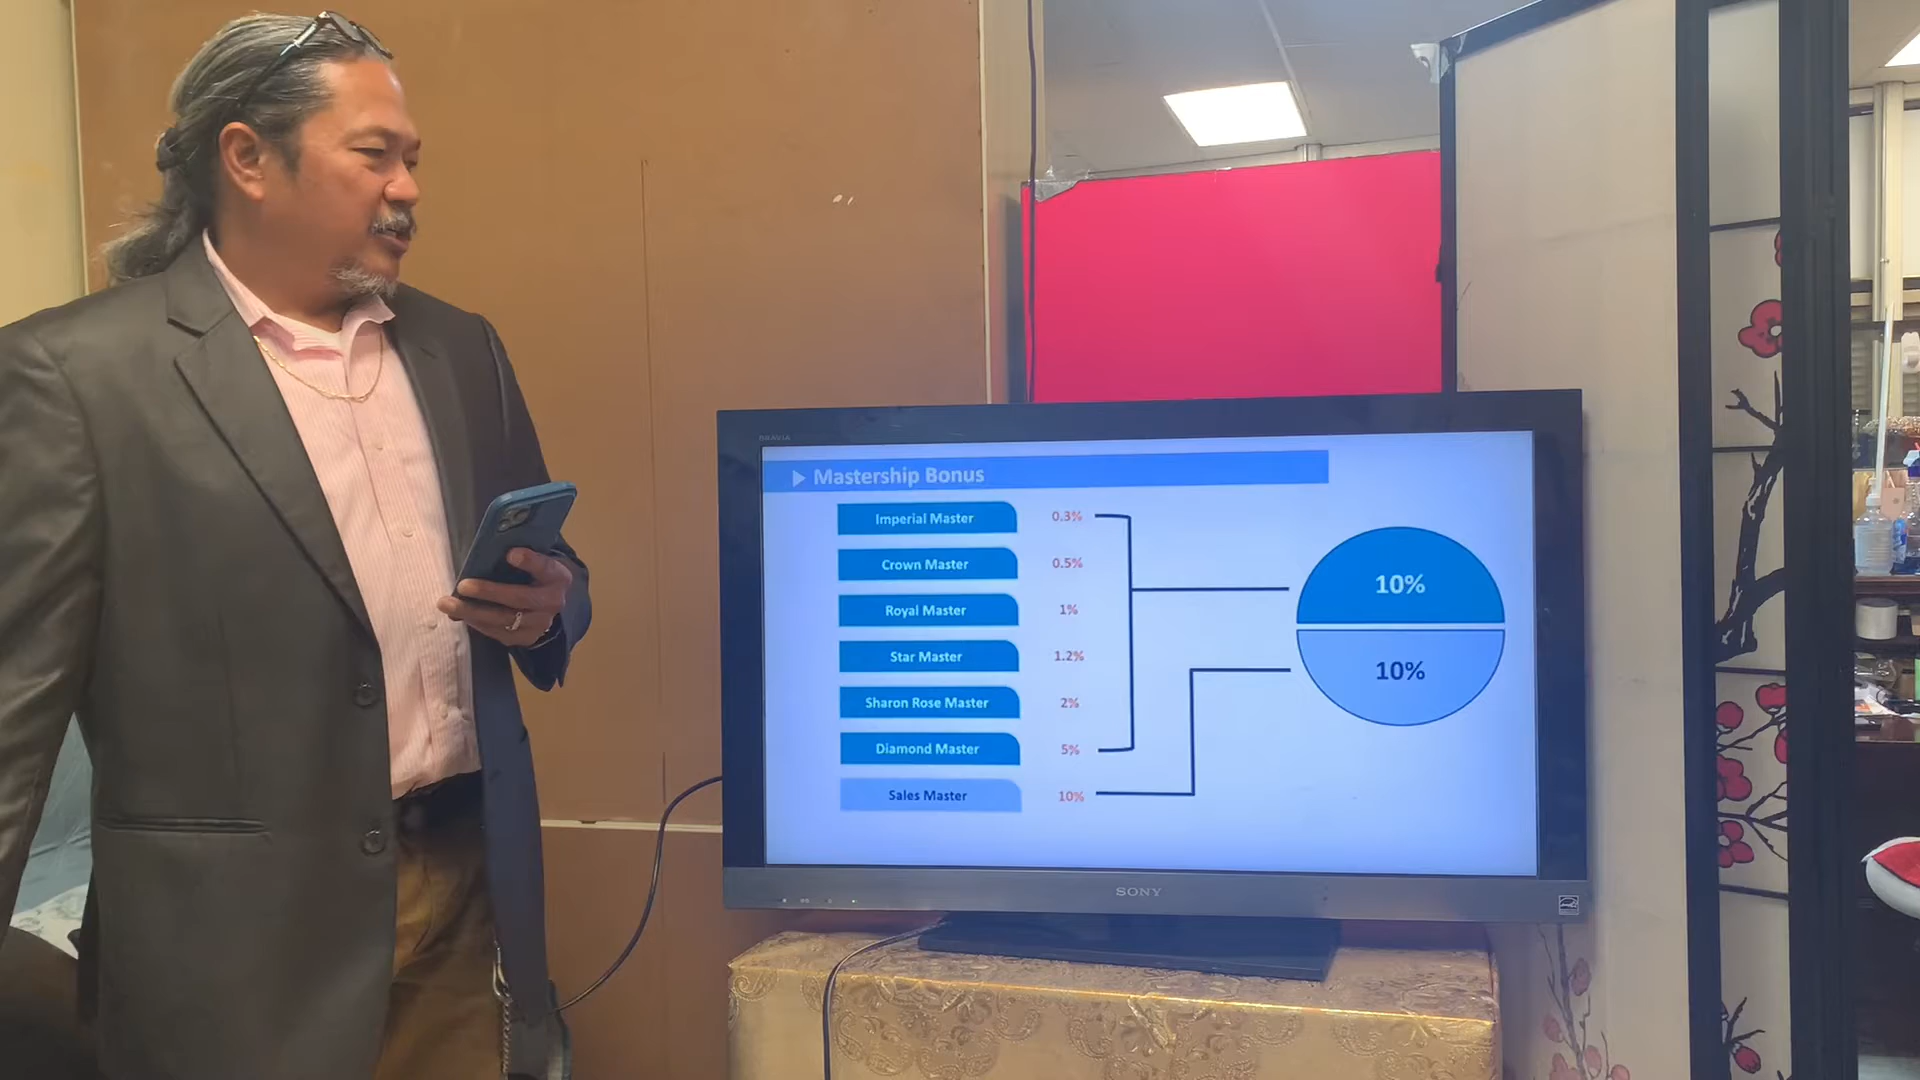 BRAVIA
Mastership Bonus
Imperial Master 0.3%
Crown Master 0.5%
Royal Master 1%
Star Master 1.2%
Sharon Rose Master 2%
Diamond Master 5%
Sales Master 10%
10%
10%
SONY